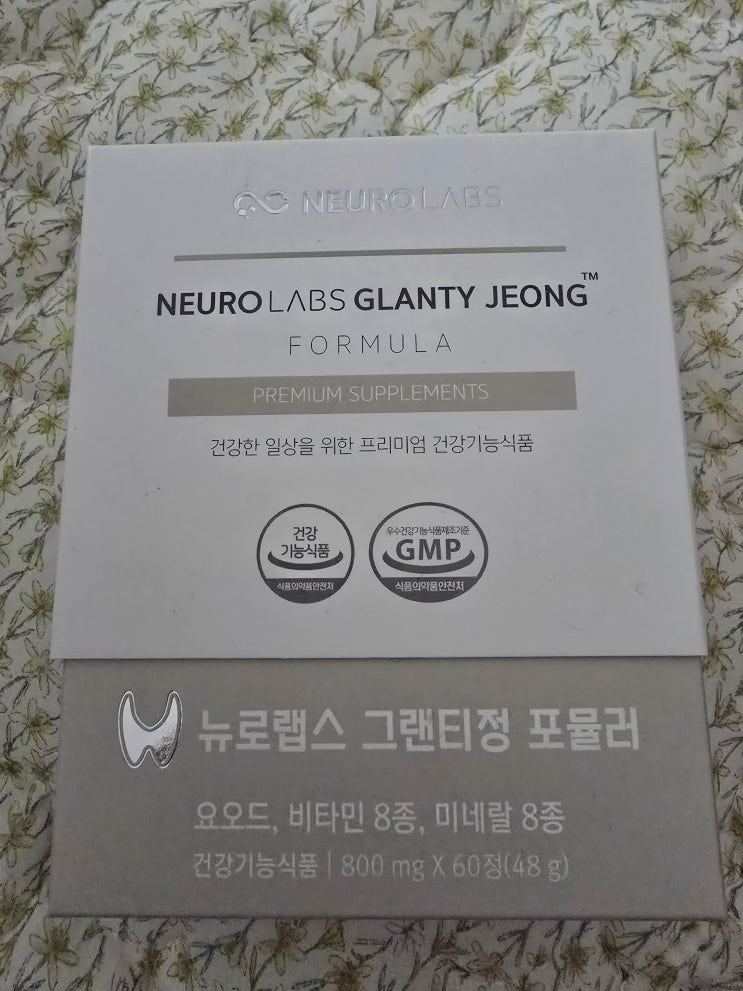 NEUROLABS
NEUROLABS GLANTY JEONG™
FORMULA
PREMIUM SUPPLEMENTS
건강한 일상을 위한 프리미엄 건강기능식품
건강
기능식품
식품의약품안전처
우수건강기능식품제조기준
GMP
식품의약품안전처
뉴로랩스 그랜티정 포뮬러
요오드, 비타민 8종, 미네랄 8종
건강기능식품 | 800 mg X 60정(48 g)